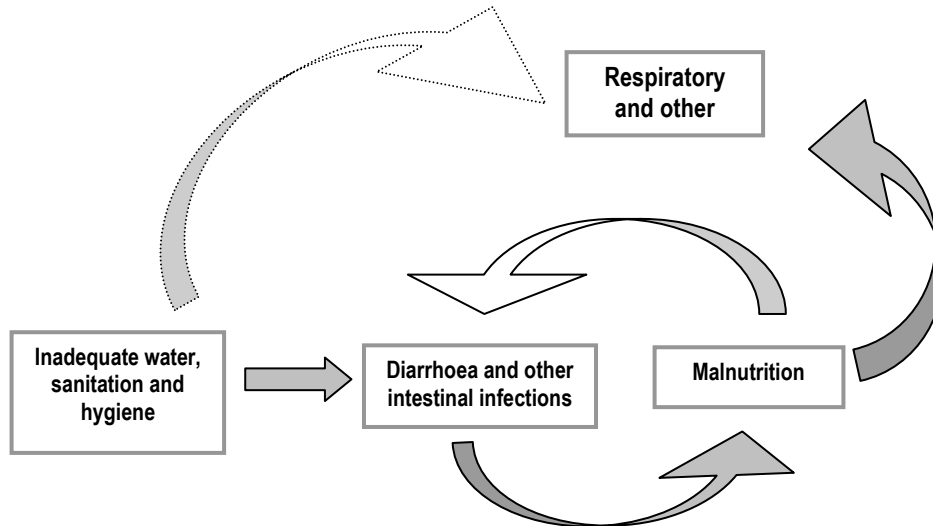 Respiratory
and other
Inadequate water,
sanitation and
hygiene
Diarrhoea and other
intestinal infections
Malnutrition